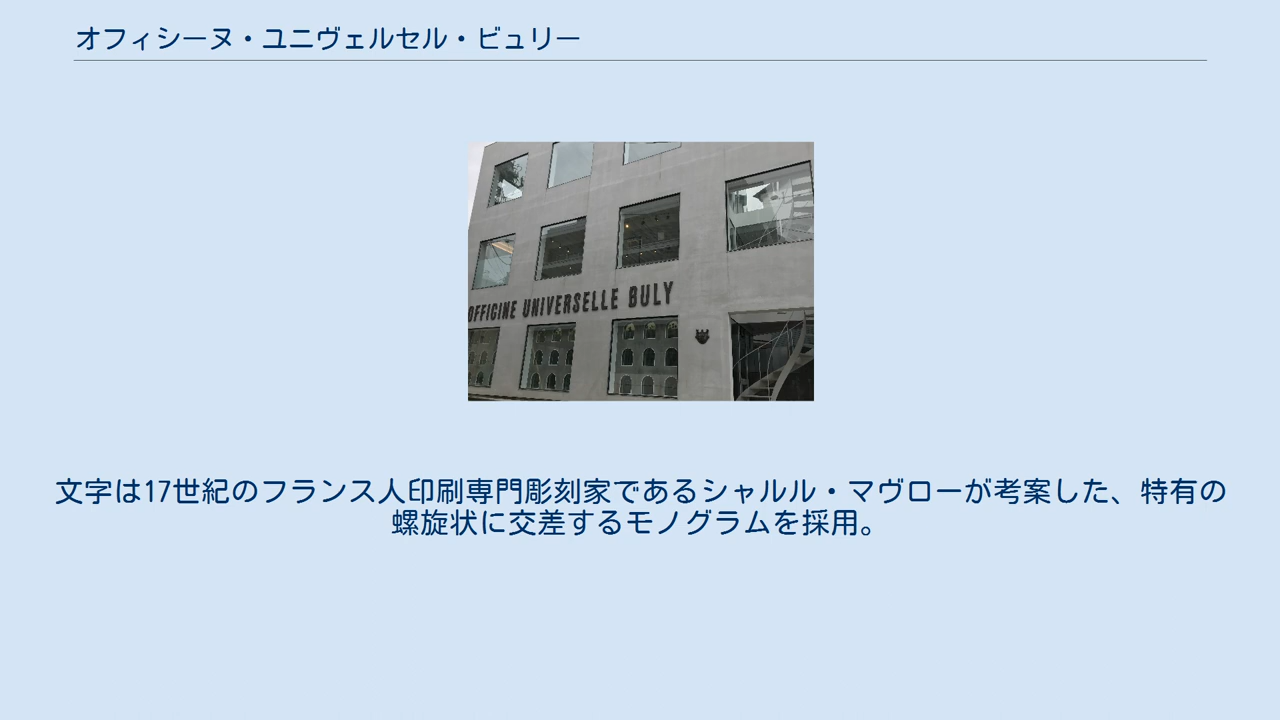 オフィシーヌ・ユニヴェルセル・ビュリー
OFFICINE UNIVERSELLE BULY
文字は17世紀のフランス人印刷専門彫刻家であるシャルル・マヴローが考案した、特有の
螺旋状に交差するモノグラムを採用。